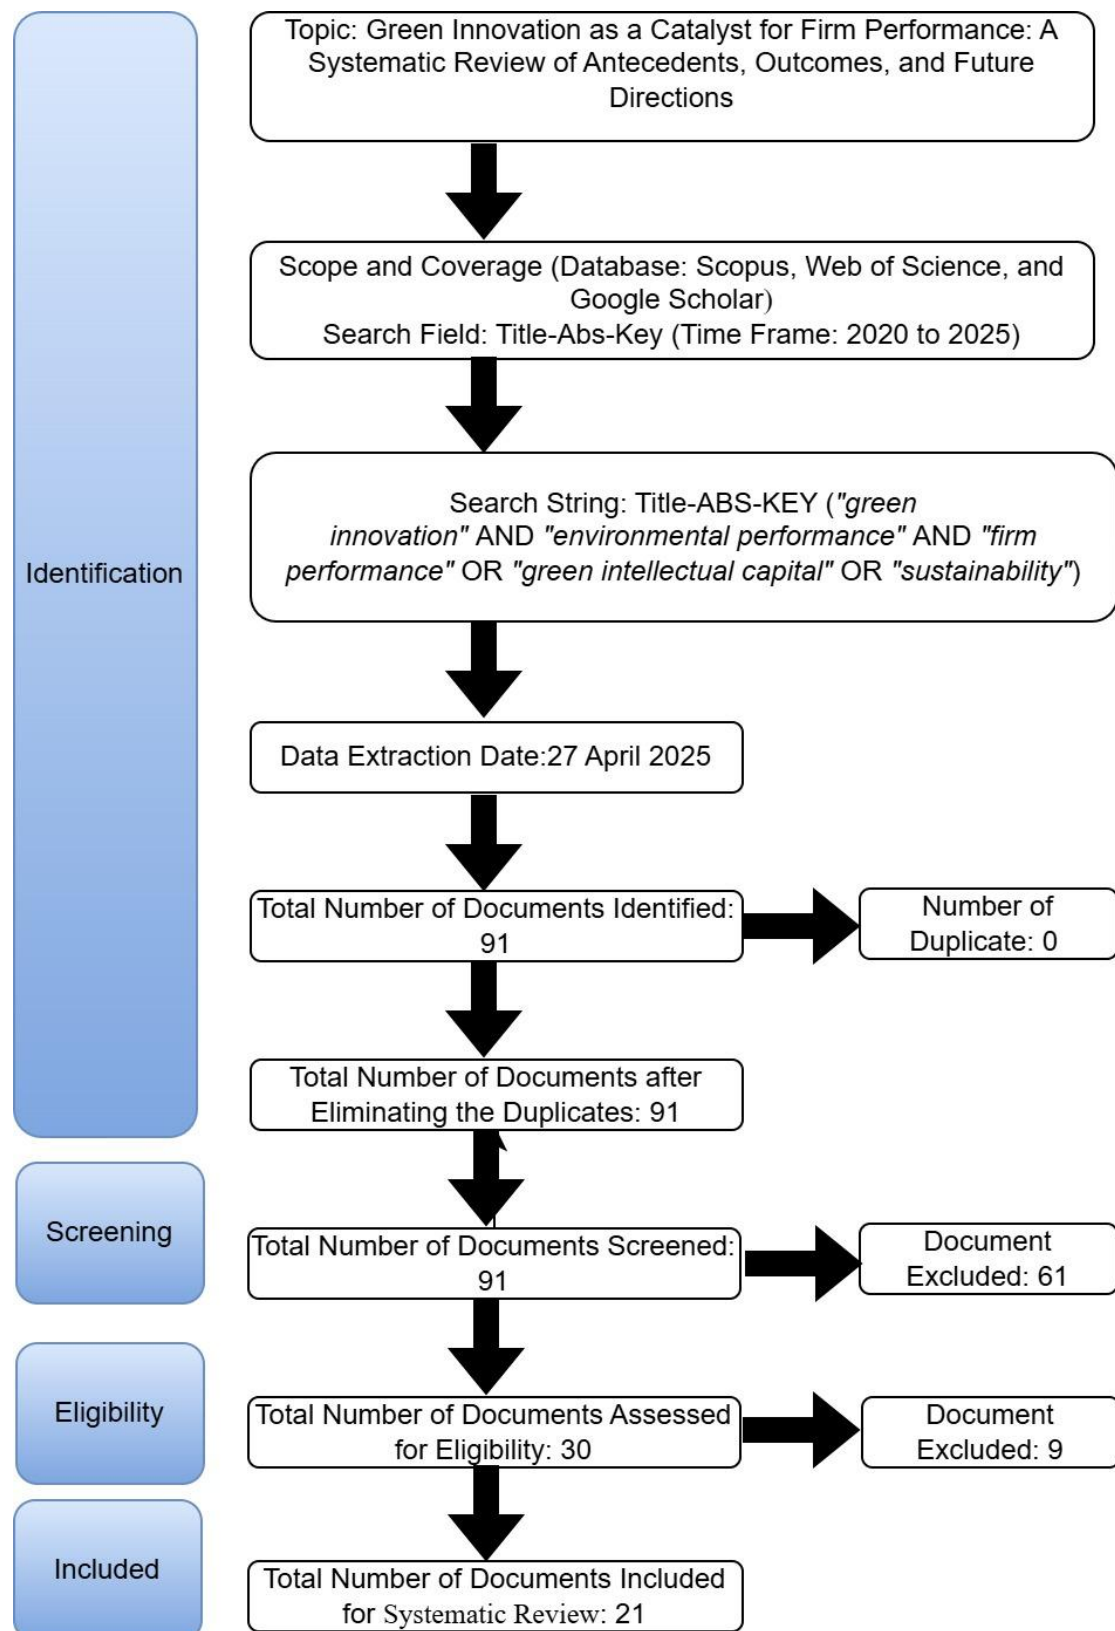 Identification
Topic: Green Innovation as a Catalyst for Firm Performance: A
Systematic Review of Antecedents, Outcomes, and Future
Directions
Scope and Coverage (Database: Scopus, Web of Science, and
Google Scholar)
Search Field: Title-Abs-Key (Time Frame: 2020 to 2025)
Search String: Title-ABS-KEY ("green
innovation" AND "environmental performance" AND "firm
performance" OR "green intellectual capital" OR "sustainability")
Data Extraction Date:27 April 2025
Total Number of Documents Identified:
91
Number of
Duplicate: 0
Total Number of Documents after
Eliminating the Duplicates: 91
Screening
Total Number of Documents Screened:
91
Document
Excluded: 61
Eligibility
Total Number of Documents Assessed
for Eligibility: 30
Document
Excluded: 9
Included
Total Number of Documents Included
for Systematic Review: 21